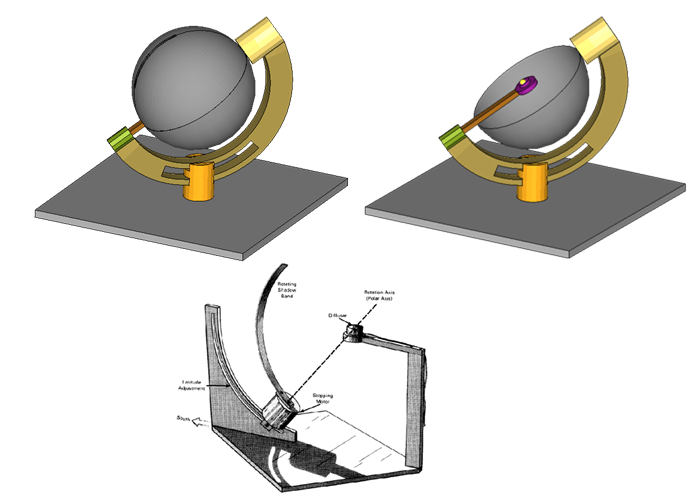 Rotating
Shadow
Band
Rotation Axis
(Polar Axis)
Diffuser
Latitude
Adjustment
Stepping
Motor
South